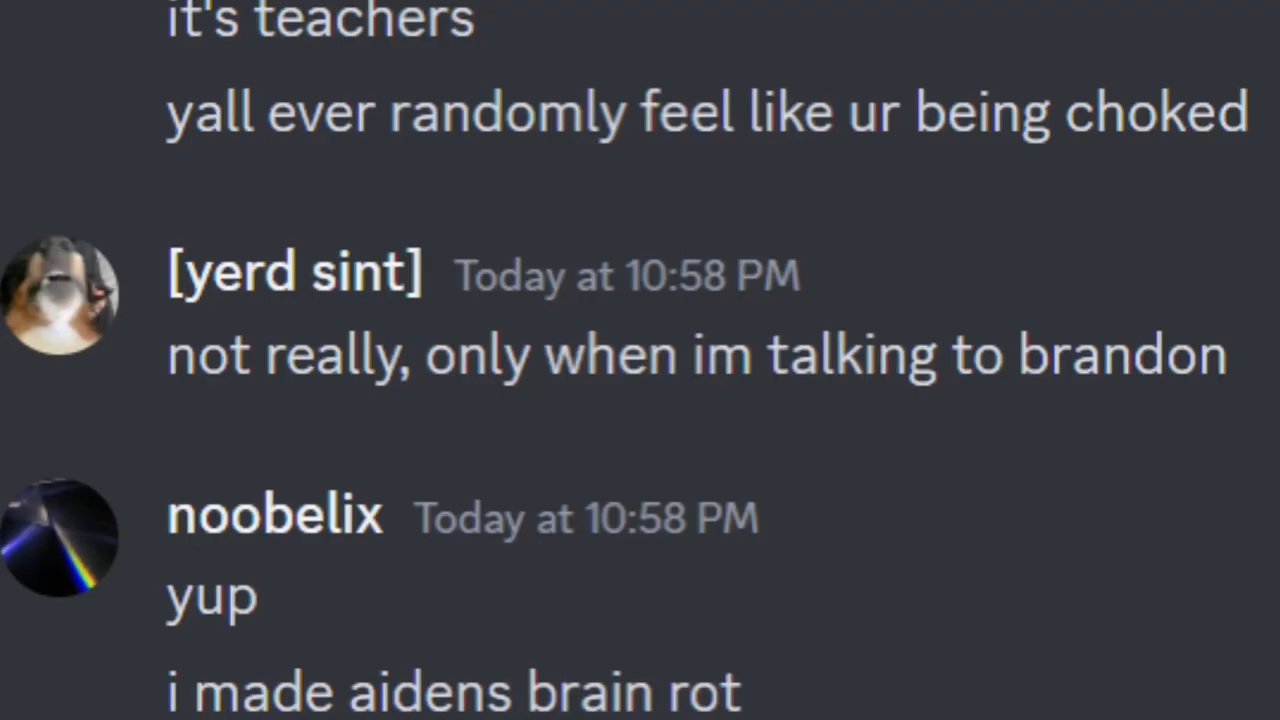 it's teachers
yall ever randomly feel like ur being choked
[yerd sint] Today at 10:58 PM
not really, only when im talking to brandon
noobelix Today at 10:58 PM
yup
i made aidens brain rot